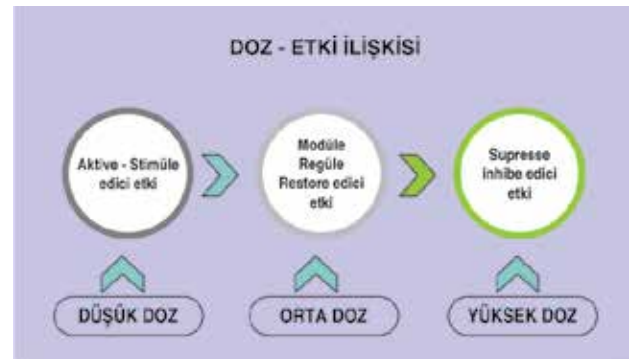 DOZ - ETKİ İLİŞKİSİ
Aktive - Stimüle
edici etki
Modüle
Regüle
Restore edici
etki
Supresse
inhibe edici
etki
DÜŞÜK DOZ
ORTA DOZ
YÜKSEK DOZ